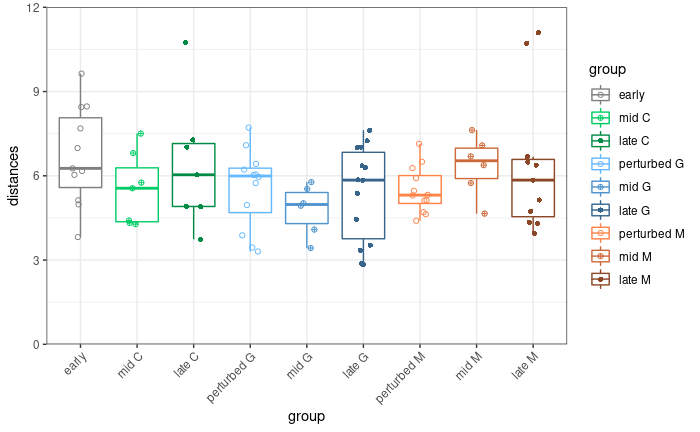 12
9
6
3
0
distances
early
mid C
late C
perturbed G
mid G
late G
perturbed M
mid M
late M
group
group
early
mid C
late C
perturbed G
mid G
late G
perturbed M
mid M
late M